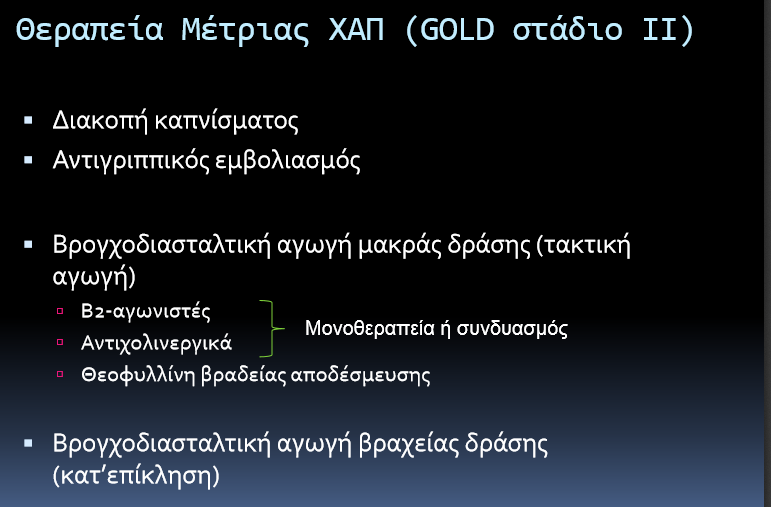 Θεραπεία Μέτριας ΧΑΠ (GOLD στάδιο II)
Διακοπή καπνίσματος
Αντιγριππικός εμβολιασμός
Βρογχοδιασταλτική αγωγή μακράς δράσης (τακτική
αγωγή)
Β2-αγωνιστές
Αντιχολινεργικά
Μονοθεραπεία ή συνδυασμός
Θεοφυλλίνη βραδείας αποδέσμευσης
Βρογχοδιασταλτική αγωγή βραχείας δράσης
(κατ’επίκληση)